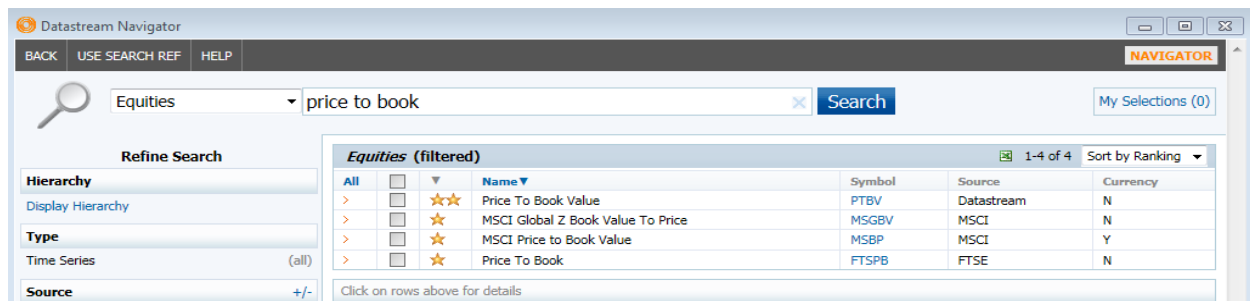 Datastream Navigator
BACK USE SEARCH REF HELP NAVIGATOR
Equities price to book Search My Selections (0)
Refine Search
Hierarchy
Display Hierarchy
Type
Time Series (all)
Source +/-
Equities (filtered) 1-4 of 4 Sort by Ranking
All Name Symbol Source Currency
Price To Book Value PTBV Datastream N
MSCI Global Z Book Value To Price MSGBV MSCI N
MSCI Price to Book Value MSBP MSCI Y
Price To Book FTSPB FTSE N
Click on rows above for details